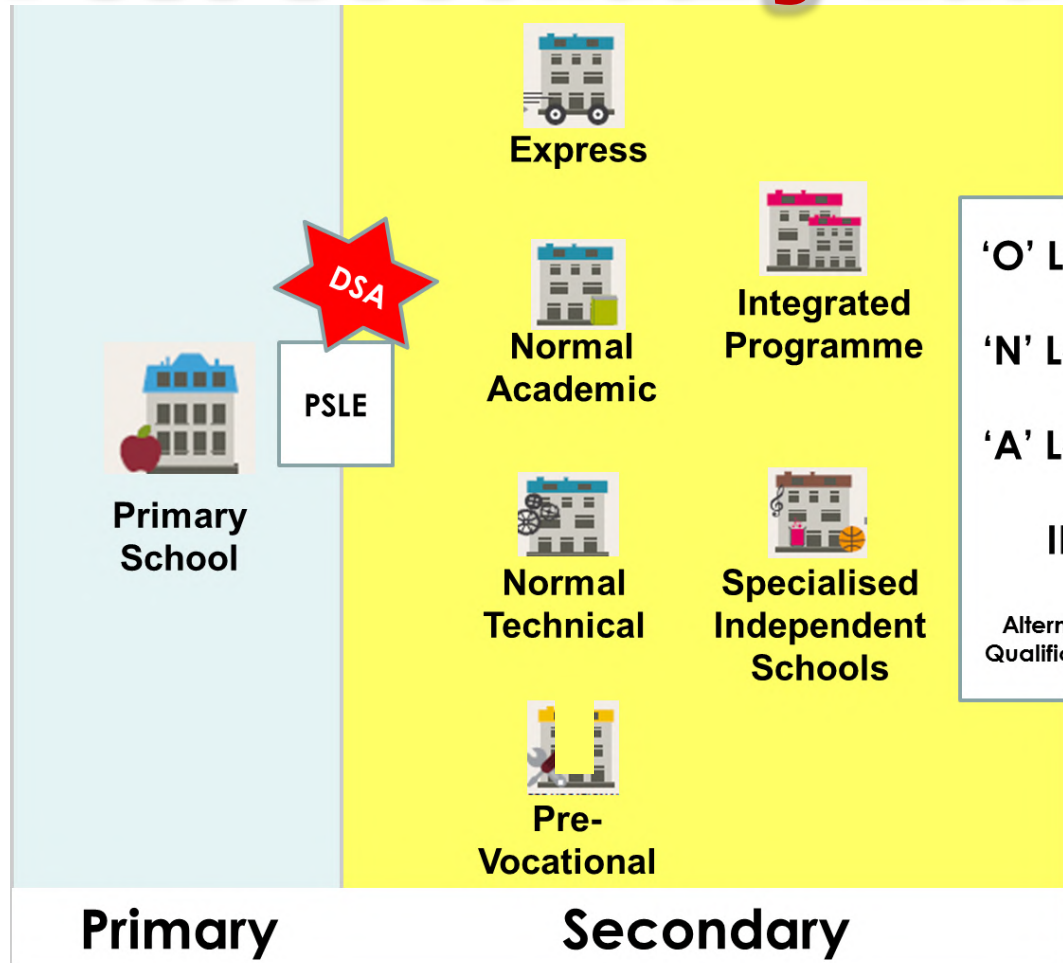 Express
DSA
Integrated
Programme
Normal
Academic
PSLE
Primary
School
Normal
Technical
Specialised
Independent
Schools
Pre-
Vocational
'O' L
'N' L
'A' L
Primary
Secondary